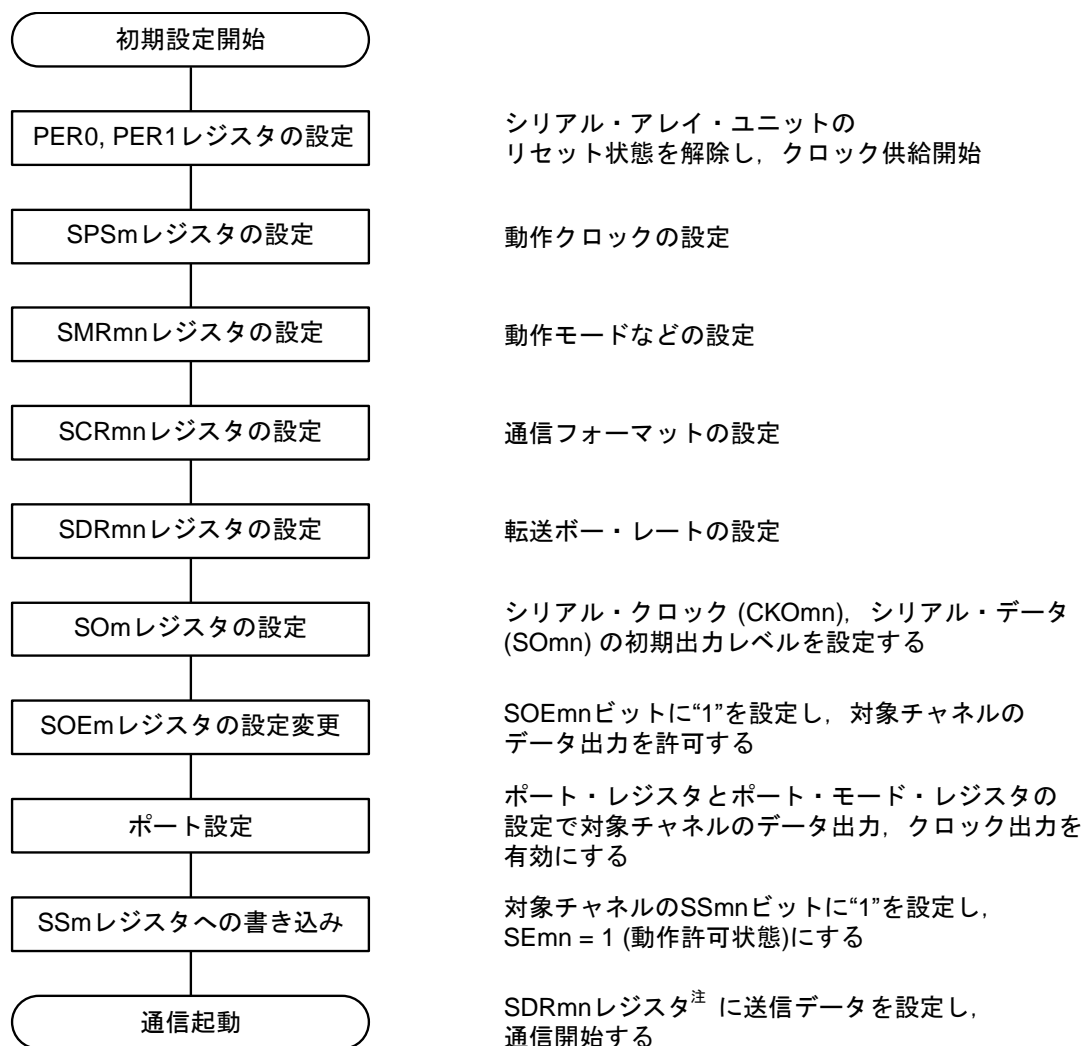 初期設定開始
PER0, PER1レジスタの設定
シリアル・アレイ・ユニットの
リセット状態を解除し，クロック供給開始
SPSmレジスタの設定
動作クロックの設定
SMRmnレジスタの設定
動作モードなどの設定
SCRmnレジスタの設定
通信フォーマットの設定
SDRmnレジスタの設定
転送ボー・レートの設定
SOmレジスタの設定
シリアル・クロック (CKOmn)，シリアル・データ
(SOmn) の初期出力レベルを設定する
SOEmレジスタの設定変更
SOEmnビットに“1”を設定し，対象チャネルの
データ出力を許可する
ポート設定
ポート・レジスタとポート・モード・レジスタの
設定で対象チャネルのデータ出力，クロック出力を
有効にする
SSmレジスタへの書き込み
対象チャネルのSSmnビットに“1”を設定し，
SEmn = 1 (動作許可状態)にする
通信起動
SDRmnレジスタ注 に送信データを設定し，
通信開始する